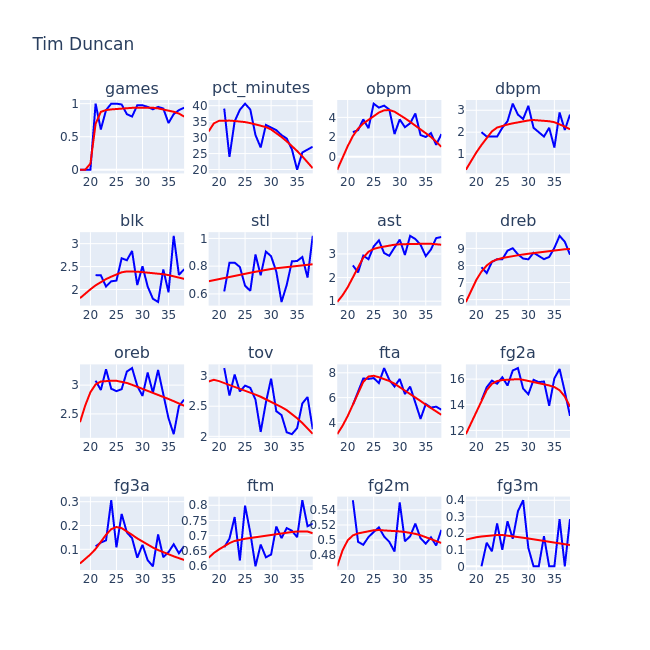 Tim Duncan
games pct_minutes obpm dbpm
1 0.5 0 40 35 30 25 20 4 2 0 3 2 1
20 25 30 35 20 25 30 35 20 25 30 35 20 25 30 35
blk stl ast dreb
3 2.5 2 1 0.8 0.6 3 2 1 9 8 7 6
20 25 30 35 20 25 30 35 20 25 30 35 20 25 30 35
oreb tov fta fg2a
3 2.5 3 2.5 2 8 6 4 16 14 12
20 25 30 35 20 25 30 35 20 25 30 35 20 25 30 35
fg3a ftm fg2m fg3m
0.3 0.2 0.1 0.8 0.75 0.7 0.65 0.6 0.54 0.52 0.5 0.48 0.4 0.3 0.2 0.1 0
20 25 30 35 20 25 30 35 20 25 30 35 20 25 30 35